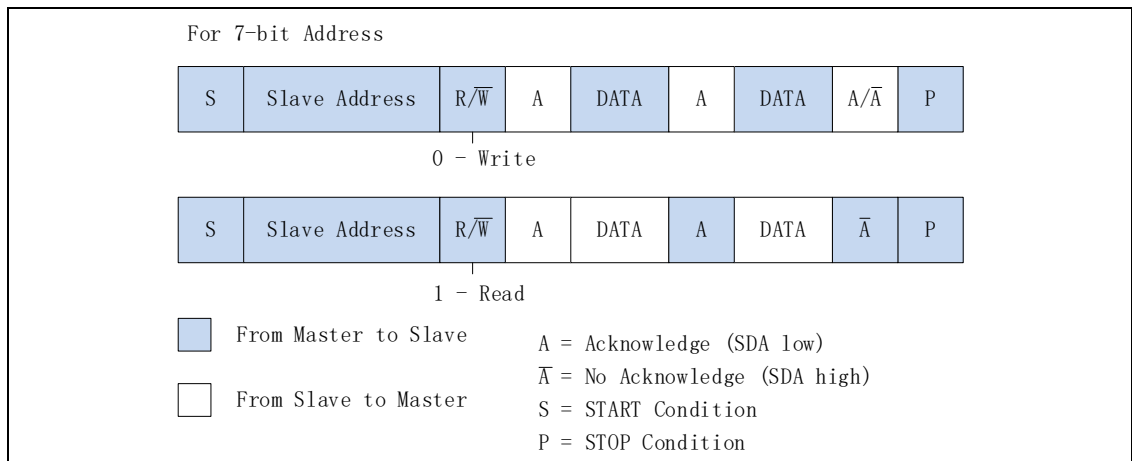 For 7-bit Address
S Slave Address R/W̅ A DATA A DATA A/A̅ P
0 - Write
S Slave Address R/W̅ A DATA A DATA A̅ P
1 - Read
From Master to Slave
From Slave to Master
A = Acknowledge (SDA low)
A̅ = No Acknowledge (SDA high)
S = START Condition
P = STOP Condition